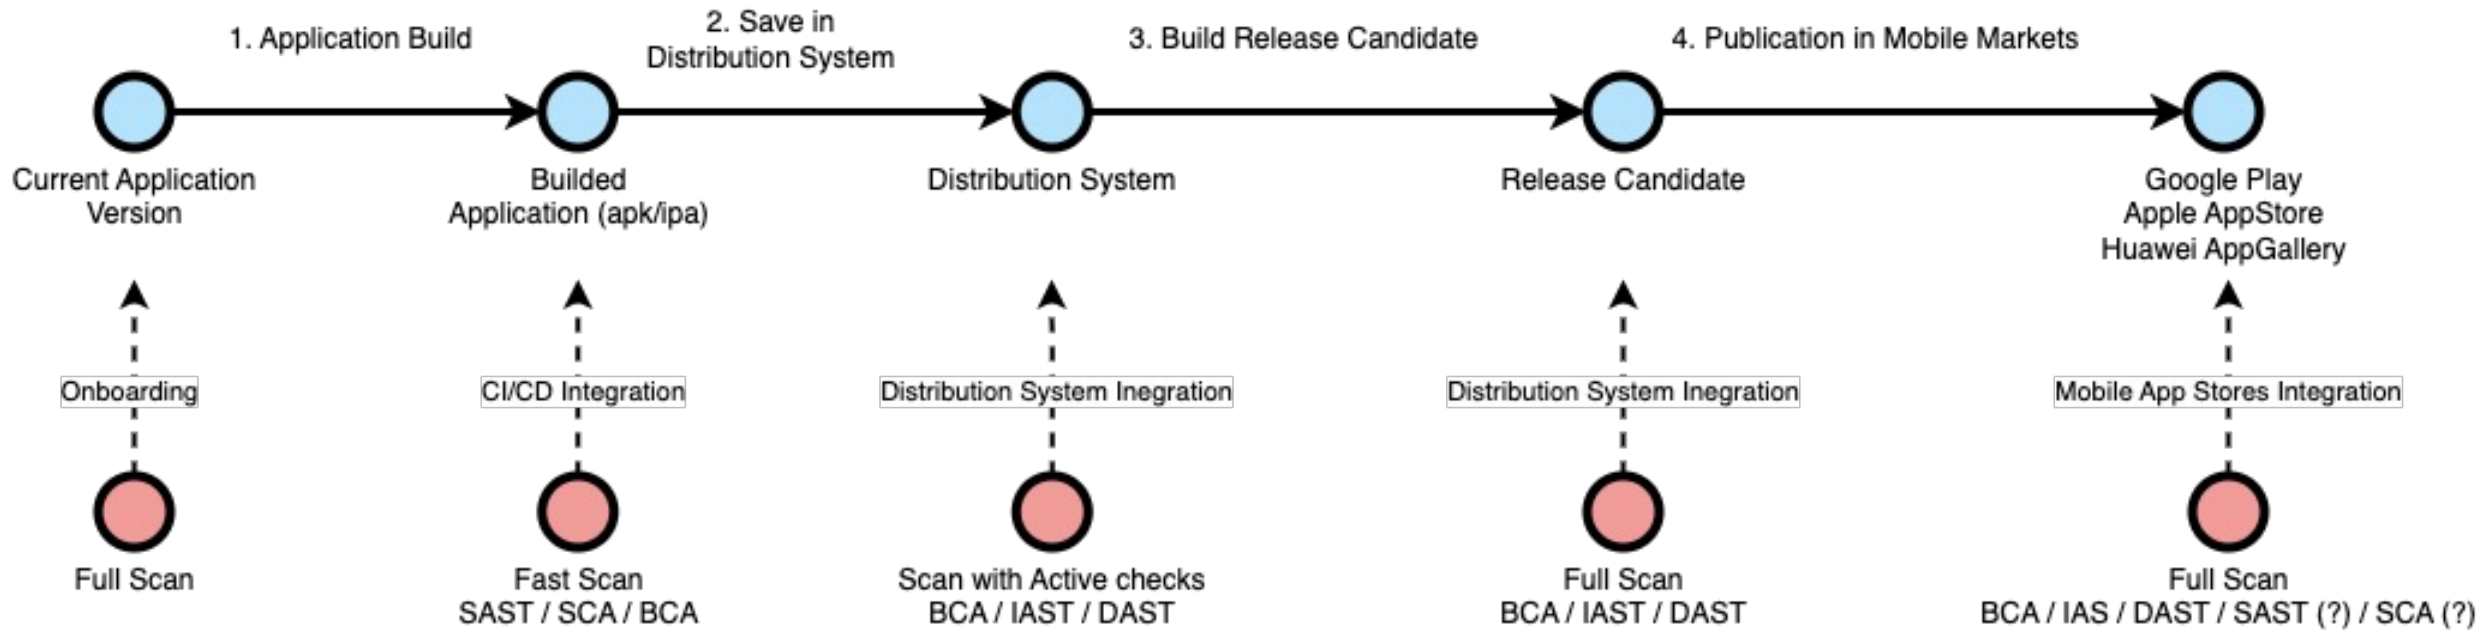 1. Application Build
2. Save in
Distribution System
3. Build Release Candidate
4. Publication in Mobile Markets
Current Application
Version
Builded
Application (apk/ipa)
Distribution System
Release Candidate
Google Play
Apple AppStore
Huawei AppGallery
Onboarding
CI/CD Integration
Distribution System Inegration
Distribution System Inegration
Mobile App Stores Integration
Full Scan
Fast Scan
SAST / SCA / BCA
Scan with Active checks
BCA / IAST / DAST
Full Scan
BCA / IAST / DAST
Full Scan
BCA / IAS / DAST / SAST (?) / SCA (?)